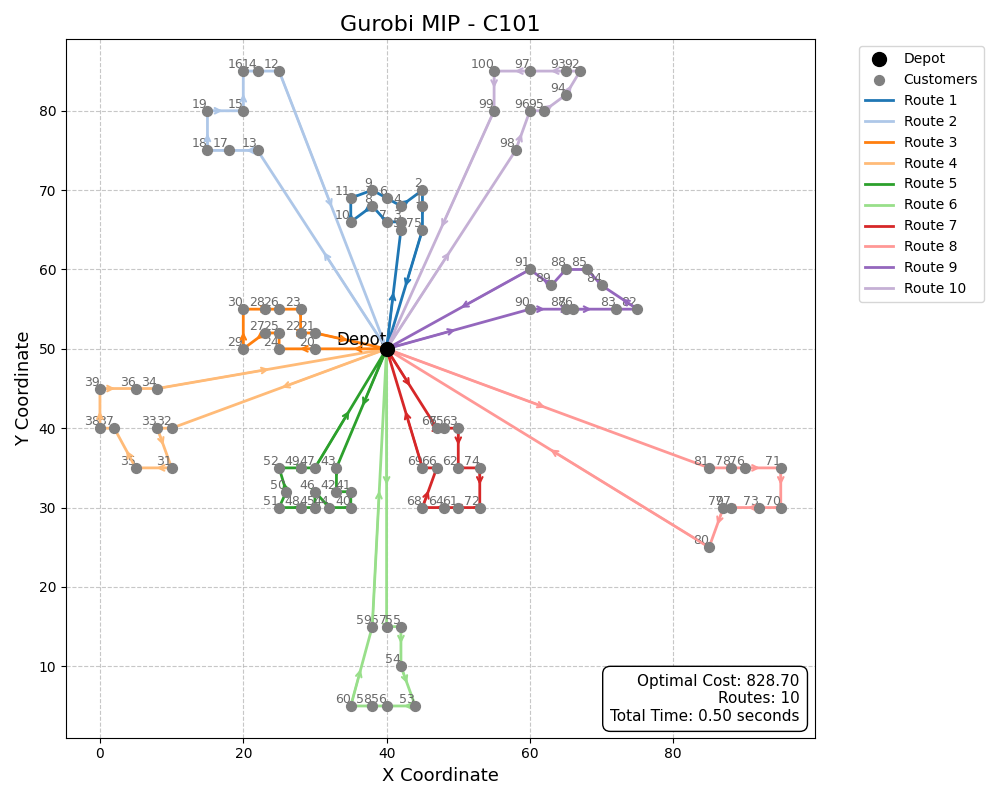 Gurobi MIP - C101
Depot
Customers
Route 1
Route 2
Route 3
Route 4
Route 5
Route 6
Route 7
Route 8
Route 9
Route 10
Y Coordinate
80
70
60
50
40
30
20
10
16 14 12
100 97 93 92
94
19 15
99 96 95
18 17 13
98
9 2
11 6
8 4 1
10 7 3
75
91 88 85
89 84
30 28 26 23
90 87 86 83 82
27 25 22 21
29 24 20
Depot
39 36 34
38 37 33 32
67 65 63
35 31
52 49 47 43
69 66 62 74
81 78 76 71
50 46 42 41
51 48 45 44 40
68 64 61 72
79 77 73 70
80
59 57 55
54
60 58 56 53
Optimal Cost: 828.70
Routes: 10
Total Time: 0.50 seconds
0 20 40 60 80
X Coordinate